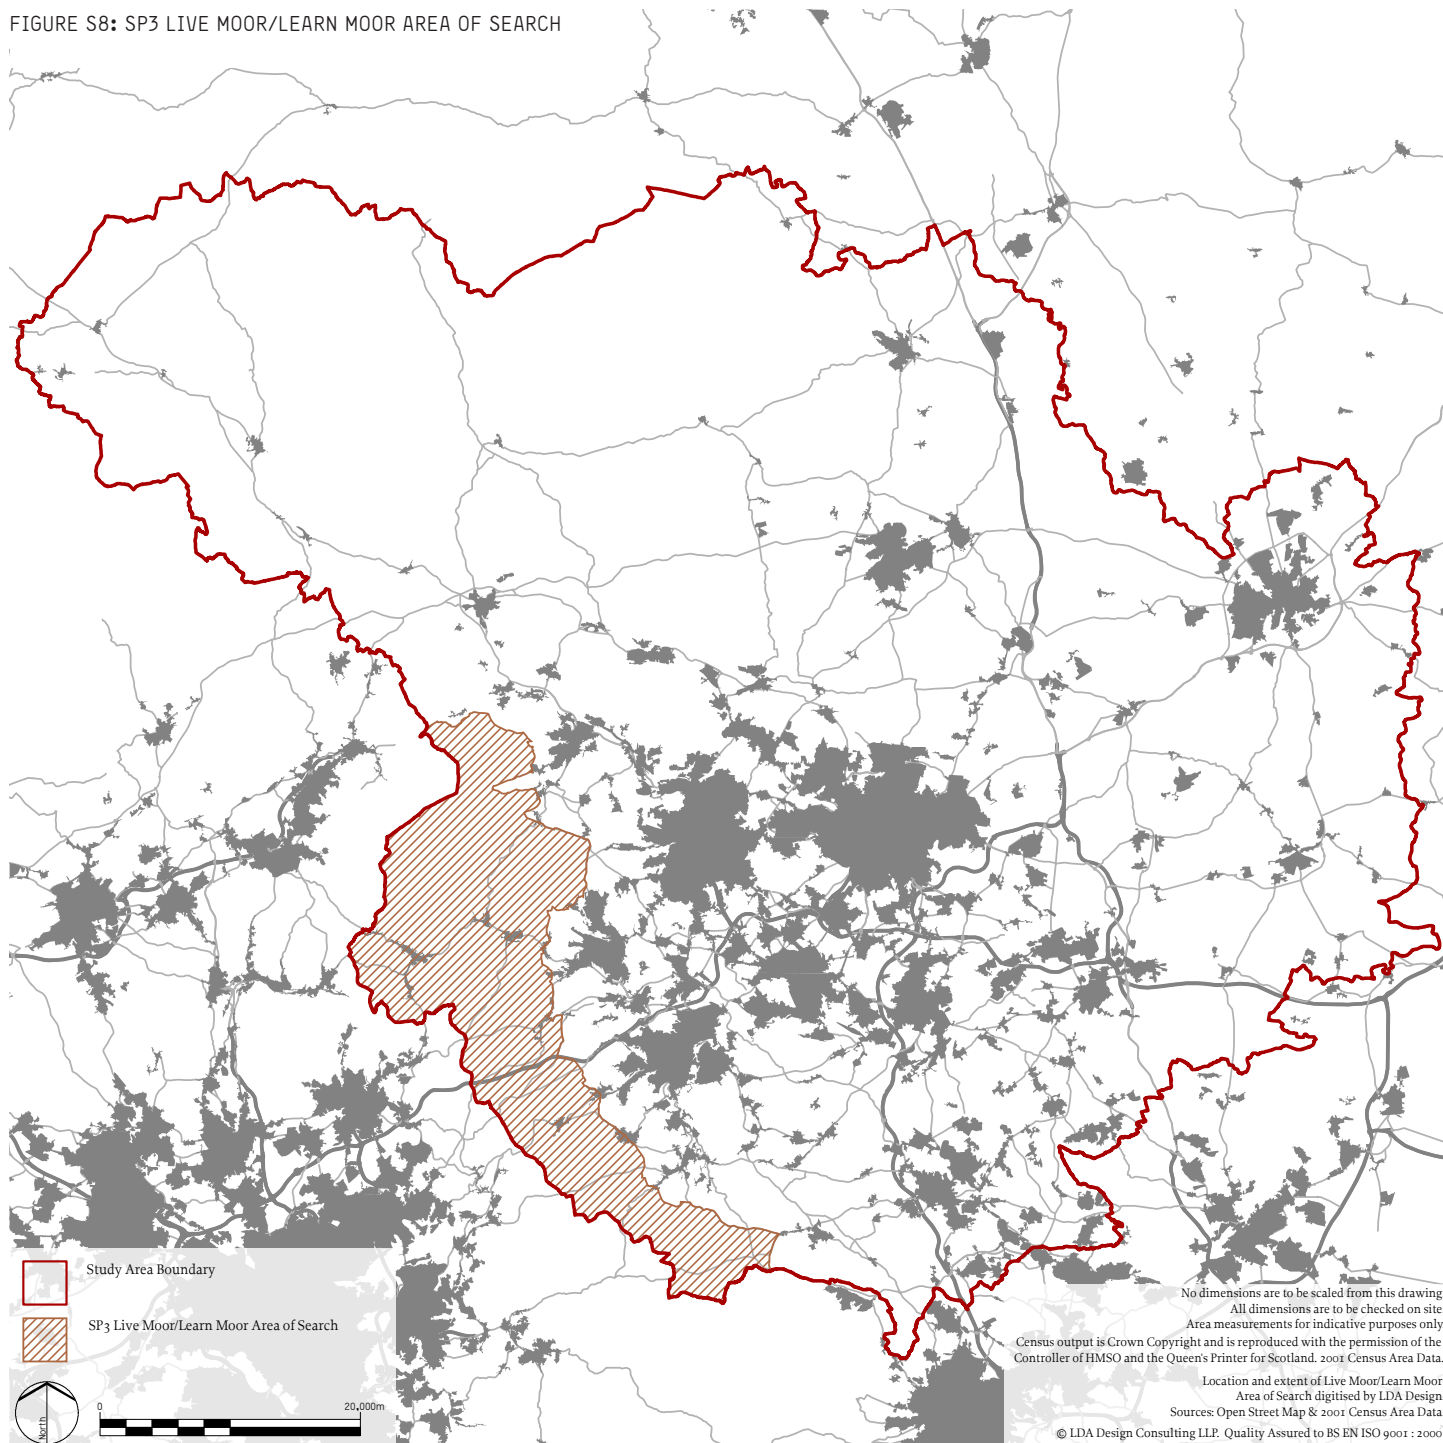 FIGURE S8: SP3 LIVE MOOR/LEARN MOOR AREA OF SEARCH
Study Area Boundary
SP3 Live Moor/Learn Moor Area of Search
North
0
20,000m
No dimensions are to be scaled from this drawing
All dimensions are to be checked on site
Area measurements for indicative purposes only
Census output is Crown Copyright and is reproduced with the permission of the
Controller of HMSO and the Queen's Printer for Scotland. 2001 Census Area Data.
Location and extent of Live Moor/Learn Moor
Area of Search digitised by LDA Design
Sources: Open Street Map & 2001 Census Area Data
© LDA Design Consulting LLP. Quality Assured to BS EN ISO 9001 : 2000